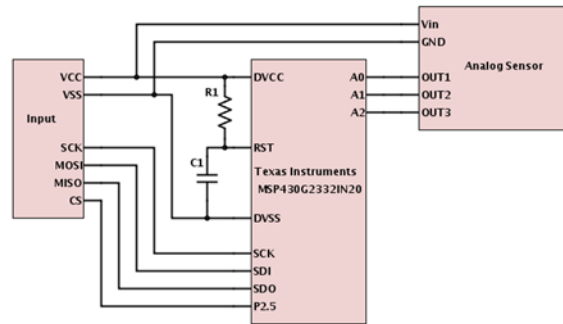 Input
VCC
VSS
SCK
MOSI
MISO
CS
R1
C1
DVCC
RST
Texas Instruments
MSP430G2332IN20
DVSS
SCK
SDI
SDO
P2.5
A0
A1
A2
Vin
GND
Analog Sensor
OUT1
OUT2
OUT3